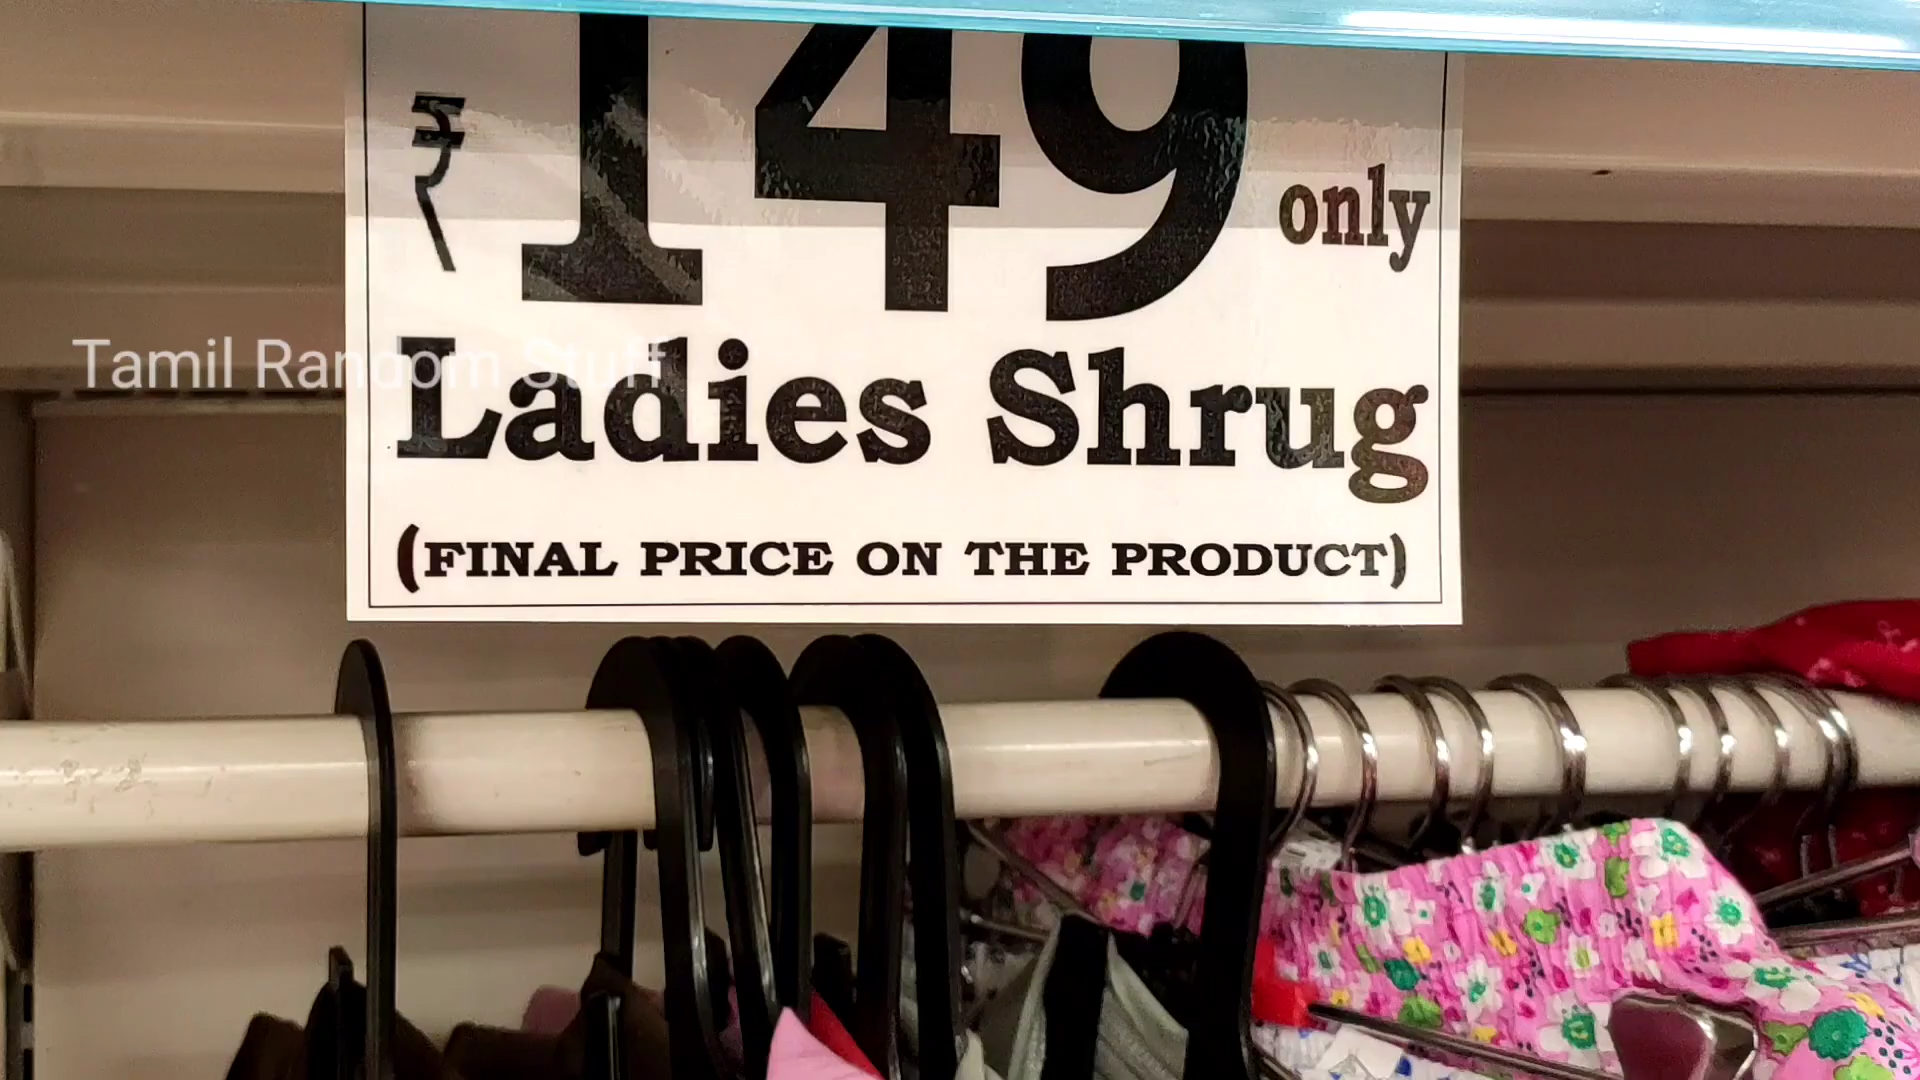 ₹ 149 only
Tamil Random Stuff
Ladies Shrug
(FINAL PRICE ON THE PRODUCT)